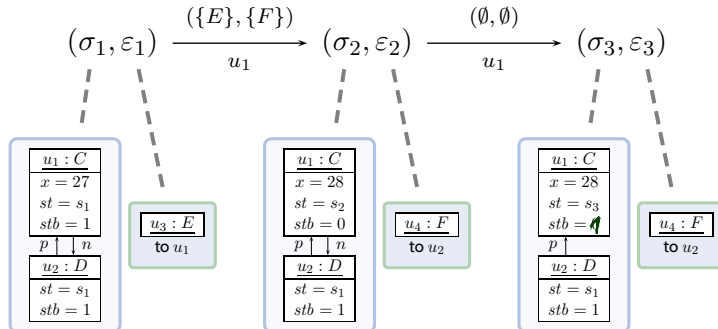 ({E}, {F})
(∅, ∅)
(σ₁, ε₁)
(σ₂, ε₂)
(σ₃, ε₃)
u₁
u₁
u₁ : C
x = 27
st = s₁
stb = 1
p
n
u₂ : D
st = s₁
stb = 1
u₃ : E
to u₁
u₁ : C
x = 28
st = s₂
stb = 0
p
n
u₂ : D
st = s₁
stb = 1
u₄ : F
to u₂
u₁ : C
x = 28
st = s₃
stb = 1
p
u₂ : D
st = s₁
stb = 1
u₄ : F
to u₂